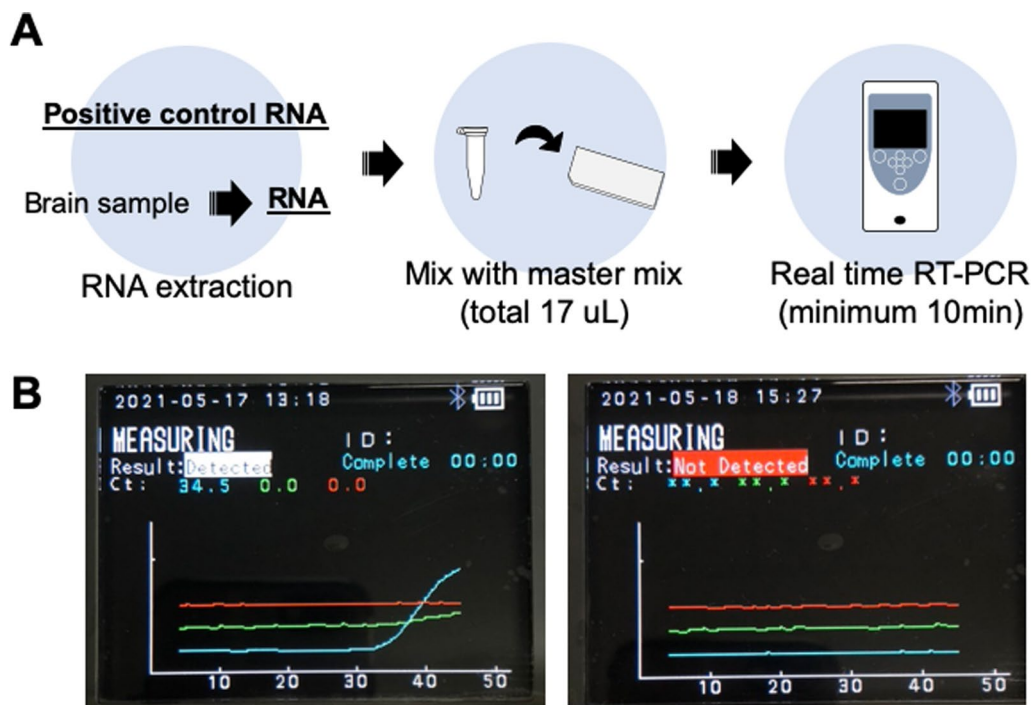 A
Positive control RNA
Brain sample
RNA
RNA extraction
Mix with master mix
(total 17 uL)
Real time RT-PCR
(minimum 10min)
B
2021-05-17 13:18
MEASURING
ID:
Result:Detected
Complete 00:00
Ct: 34.5 0.0 0.0
10 20 30 40 50
2021-05-18 15:27
MEASURING
ID:
Result:Not Detected
Complete 00:00
Ct: **.* **.* **.*
10 20 30 40 50